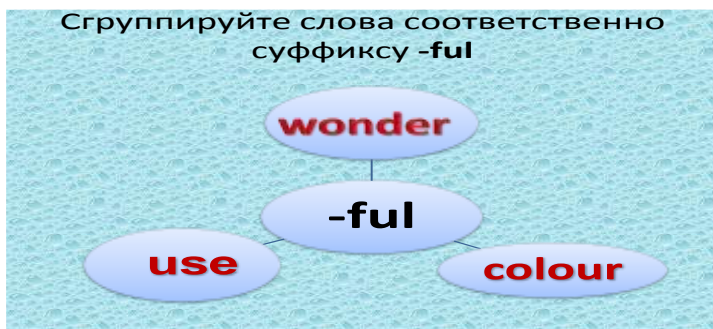 Сгруппируйте слова соответственно
суффиксу -ful
wonder
-ful
use
colour